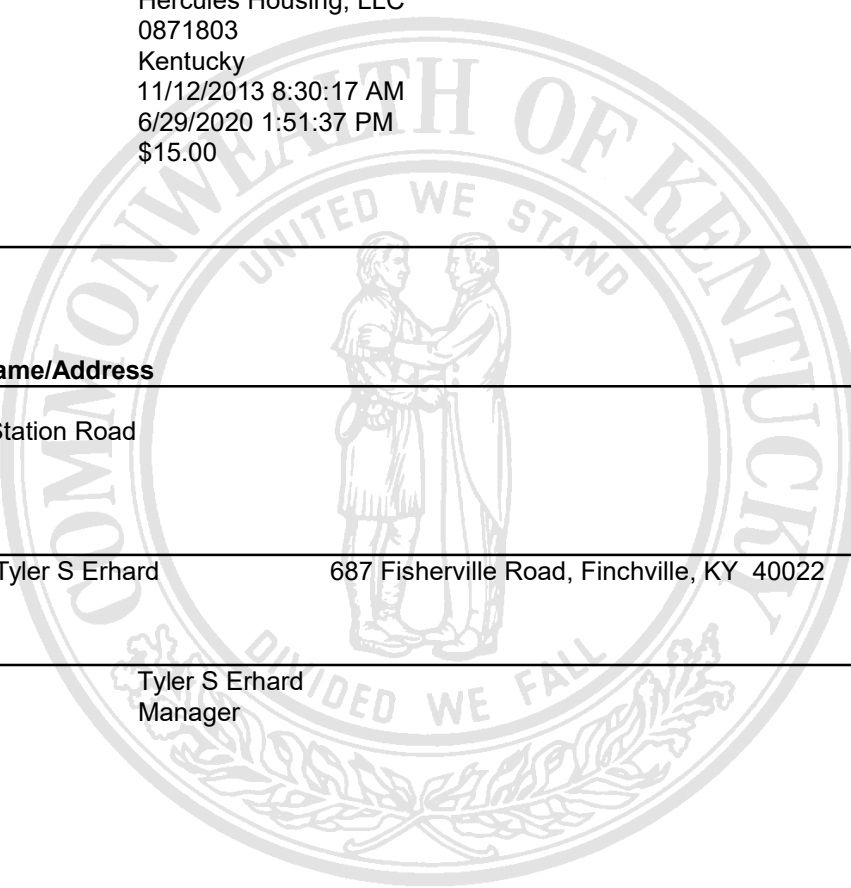 Hercules Housing, LLC
0871803
Kentucky
11/12/2013 8:30:17 AM
6/29/2020 1:51:37 PM
$15.00
COMMONWEALTH OF KENTUCKY
UNITED WE STAND
ame/Address
Station Road
Tyler S Erhard 687 Fisherville Road, Finchville, KY 40022
DIVIDED WE FALL
Tyler S Erhard
Manager